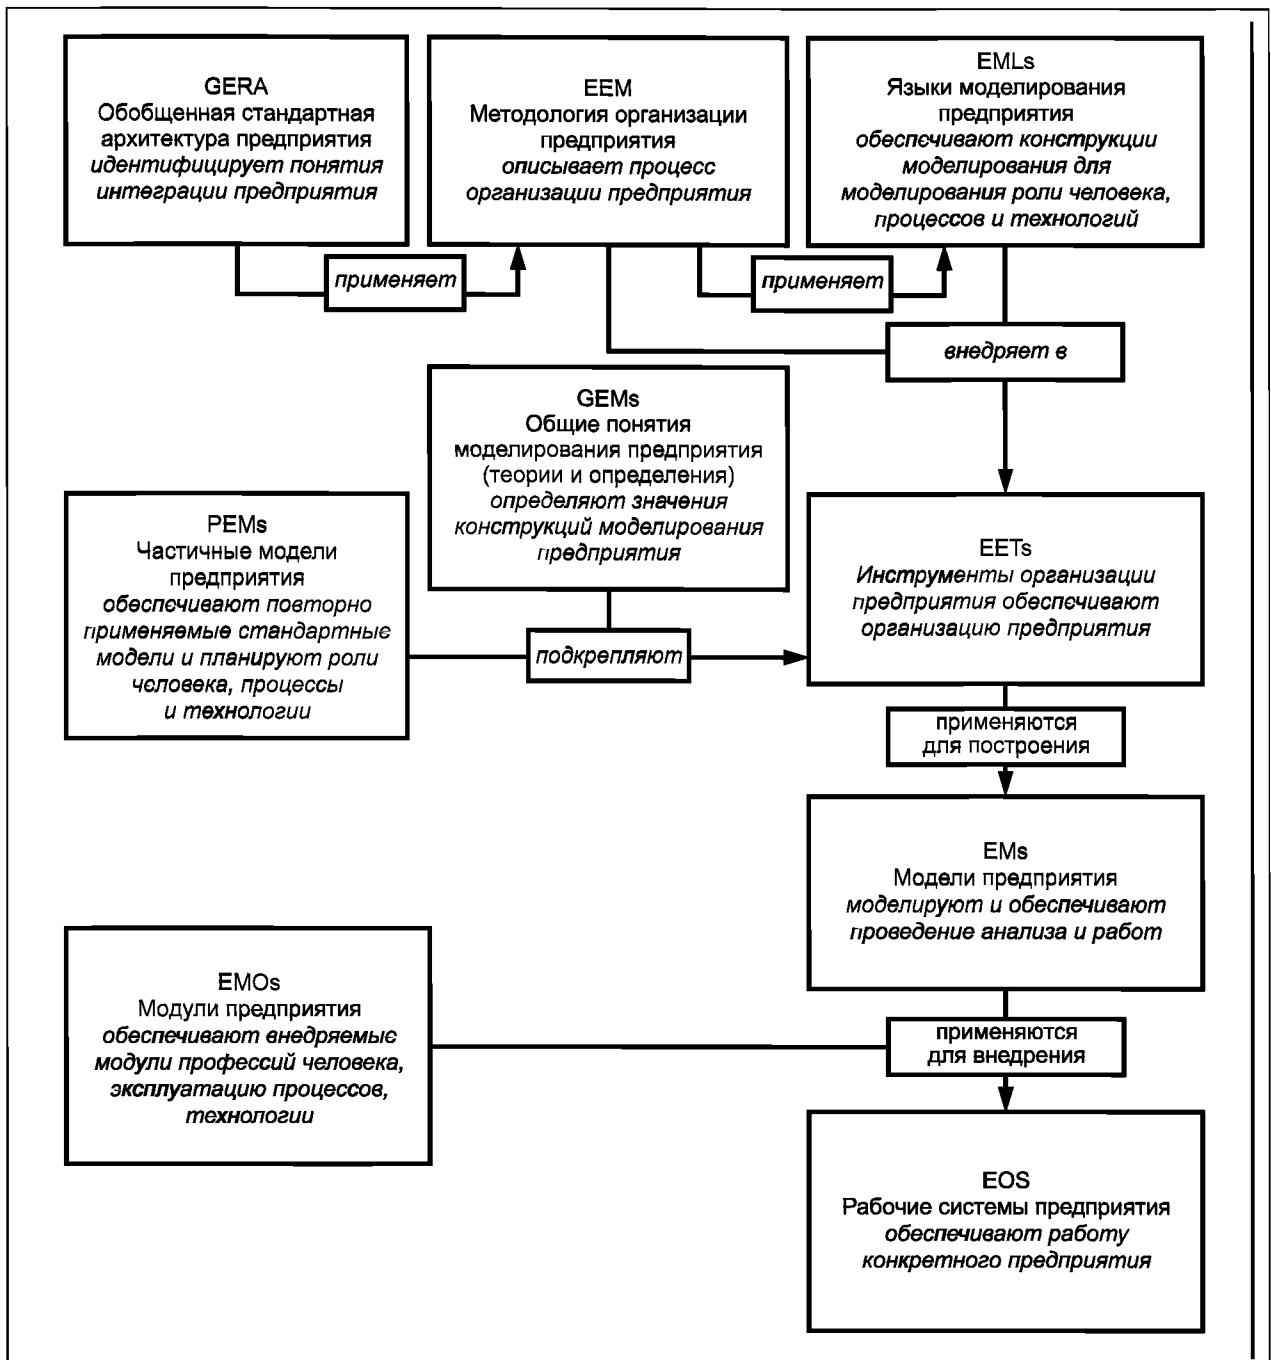 GERA
Обобщенная стандартная
архитектура предприятия
идентифицирует понятия
интеграции предприятия
EEM
Методология организации
предприятия
описывает процесс
организации предприятия
EMLs
Языки моделирования
предприятия
обеспечивают конструкции
моделирования для
моделирования роли человека,
процессов и технологий
применяет
применяет
внедряет в
GEMs
Общие понятия
моделирования предприятия
(теории и определения)
определяют значения
конструкций моделирования
предприятия
PEMs
Частичные модели
предприятия
обеспечивают повторно
применяемые стандартные
модели и планируют роли
человека, процессы
и технологии
подкрепляют
EETs
Инструменты организации
предприятия обеспечивают
организацию предприятия
применяются
для построения
EMs
Модели предприятия
моделируют и обеспечивают
проведение анализа и работ
EMOs
Модули предприятия
обеспечивают внедряемые
модули профессий человека,
эксплуатацию процессов,
технологии
применяются
для внедрения
EOS
Рабочие системы предприятия
обеспечивают работу
конкретного предприятия